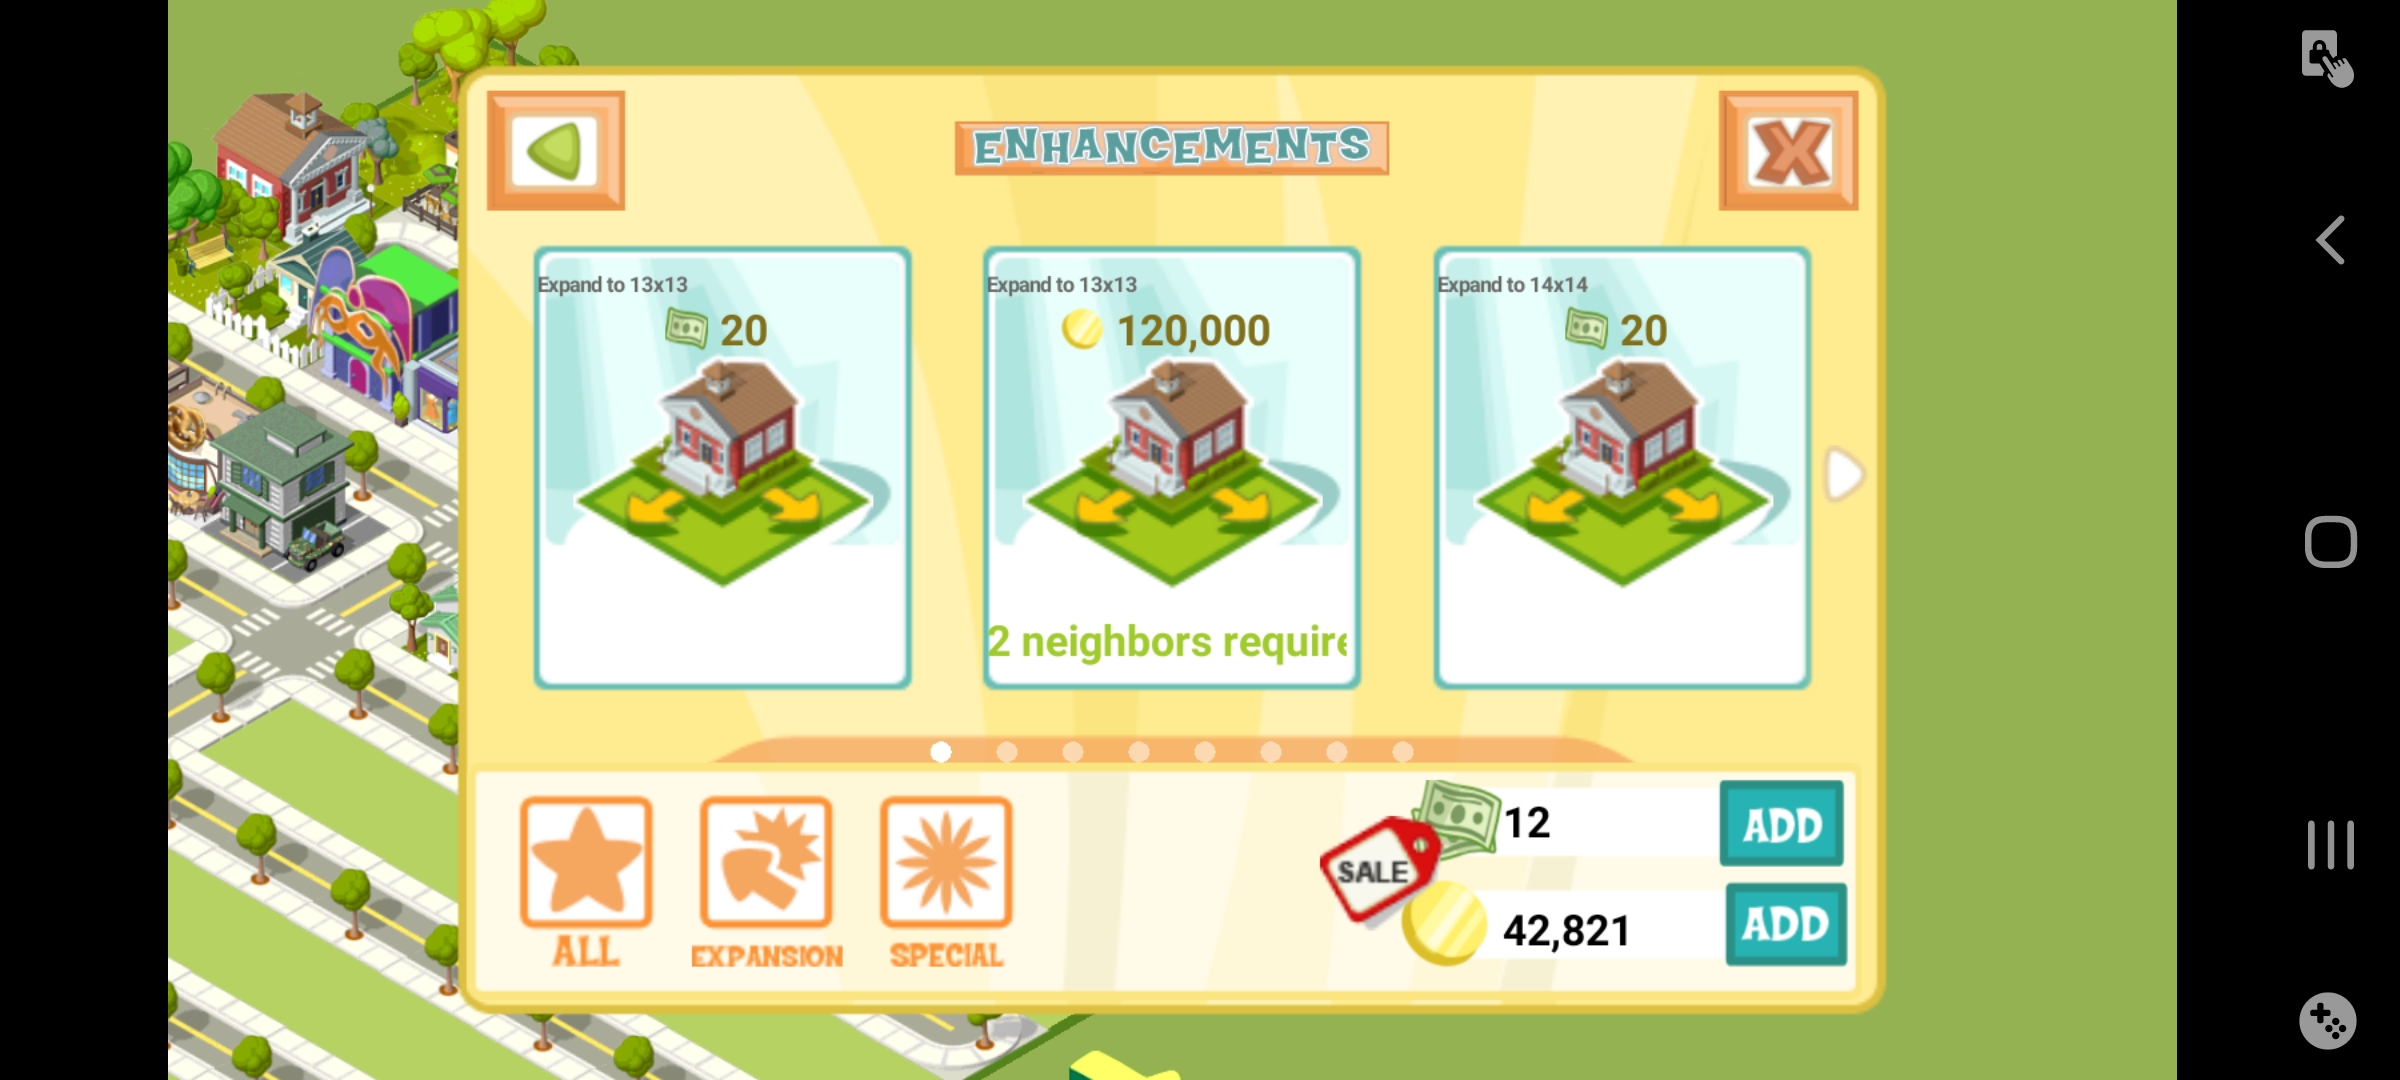 ENHANCEMENTS
Expand to 13x13
20
Expand to 13x13
120,000
2 neighbors require
Expand to 14x14
20
ALL
EXPANSION
SPECIAL
SALE
12
ADD
42,821
ADD